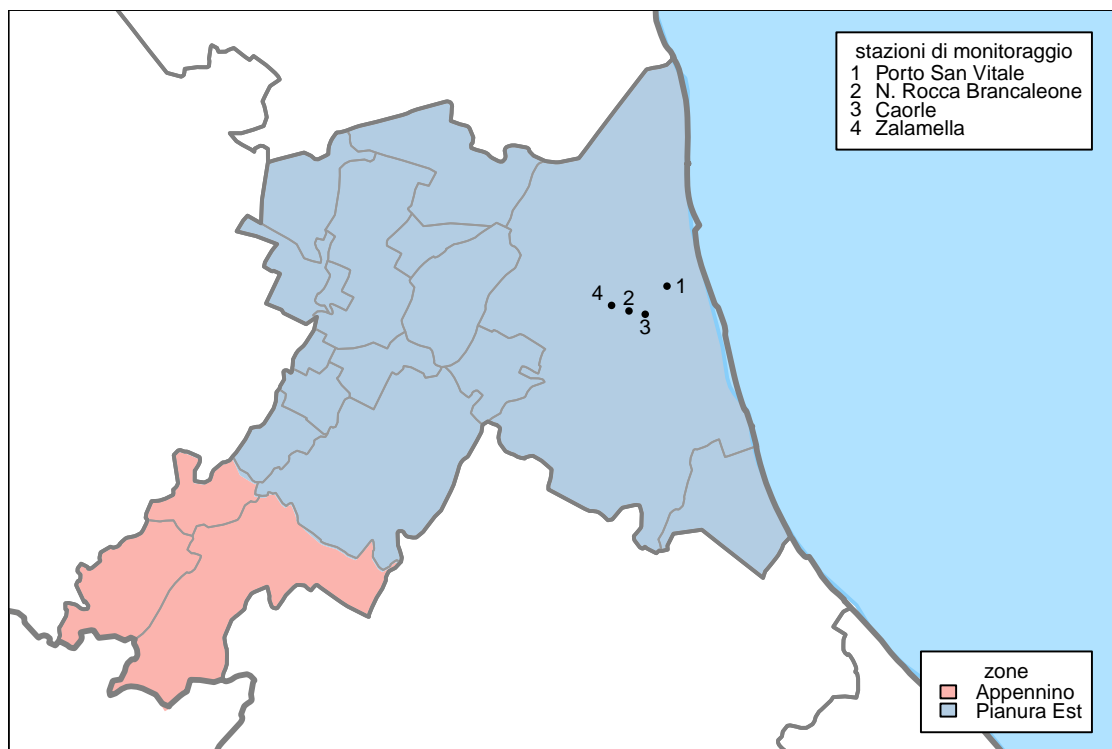 stazioni di monitoraggio
1 Porto San Vitale
2 N. Rocca Brancaleone
3 Caorle
4 Zalamella
1
4
2
3
zone
Appennino
Pianura Est